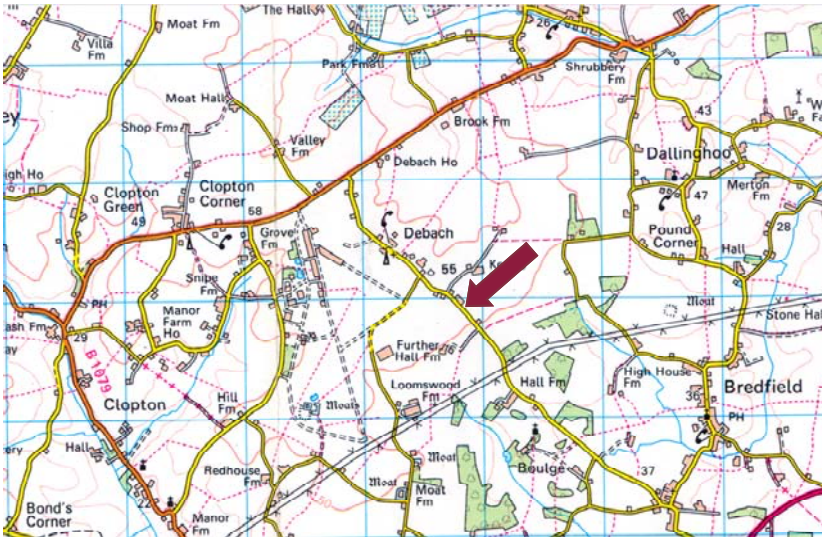 Moat Fm
The Hall
26
Villa
Fm
Park Fm
Shrubbery
Fm
Moat Hall
43
Brook Fm
Shop Fm
Valley
Fm
Debach Ho
Dallinghoo
Merton
Fm
Clopton
Green
Clopton
Corner
58
49
47
Grove
Fm
Debach
Pound
Corner
28
Hall
55
Snipe
Fm
PH
Manor
Farm
Ho
Moat
Stone Hal
29
B1079
Further
Hall Fm
High House
Fm
Bredfield
Clopton
Hill
Fm
Loomswood
Fm
Hall Fm
36
PH
Moats
Hall
Redhouse
Fm
Moat
Boulge
37
Moat
Moat
Fm
Bond's
Corner
22
Manor
Fm